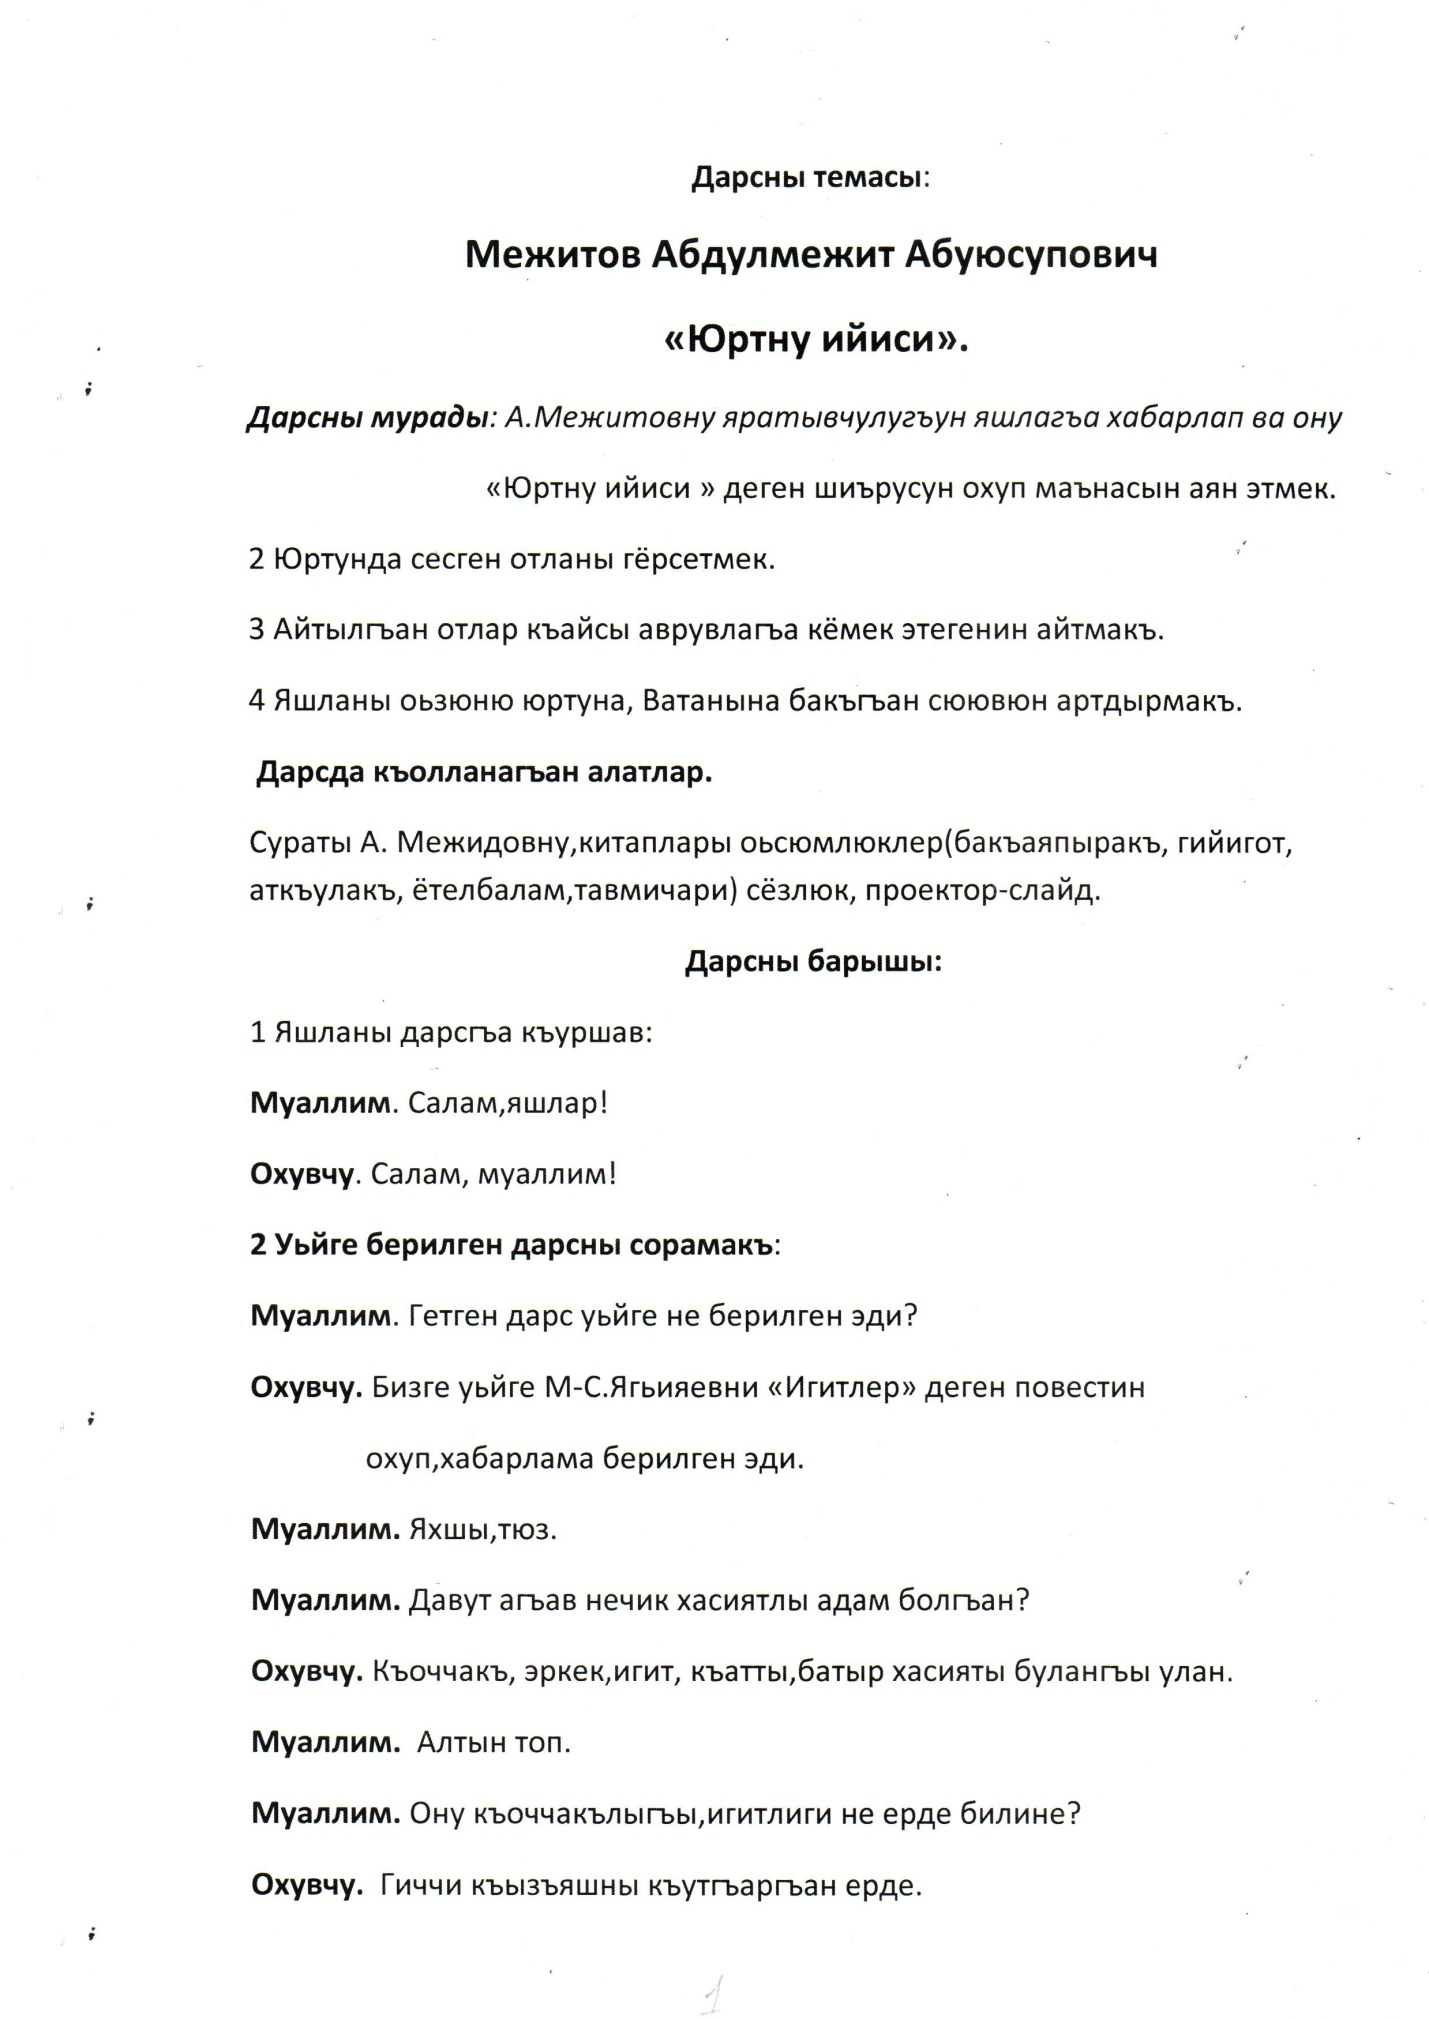 Дарсны темасы:
Межитов Абдулмежит Абуюсупович
«Юртну ийиси».
Дарсны мурады: А.Межитовну яратывчулугъун яшлагъа хабарлап ва ону
«Юртну ийиси » деген шиърусун охуп маънасын аян этмек.
2 Юртунда сесген отланы гёрсетмек.
3 Айтылгъан отлар къайсы аврувлагъа кёмек этегенин айтмакъ.
4 Яшланы оьзюню юртуна, Ватанына бакъгъан сюювюн артдырмакъ.
Дарсда къолланагъан алатлар.
Сураты А. Межидовну,китаплары оьсюмлюклер(бакъаяпыракъ, гийигот,
аткъулакъ, ётелбалам,тавмичари) сёзлюк, проектор-слайд.
Дарсны барышы:
1 Яшланы дарсгъа къуршав:
Муаллим. Салам,яшлар!
Охувчу. Салам, муаллим!
2 Уьйге берилген дарсны сорамакъ:
Муаллим. Гетген дарс уьйге не берилген эди?
Охувчу. Бизге уьйге М-С.Ягьияевни «Игитлер» деген повестин
охуп,хабарлама берилген эди.
Муаллим. Яхшы,тюз.
Муаллим. Давут агъав нечик хасиятлы адам болгъан?
Охувчу. Къоччакъ, эркек,игит, къатты,батыр хасияты булангъы улан.
Муаллим. Алтын топ.
Муаллим. Ону къоччакълыгъы,игитлиги не ерде билине?
Охувчу. Гиччи къызъяшны къутгъаргъан ерде.
1